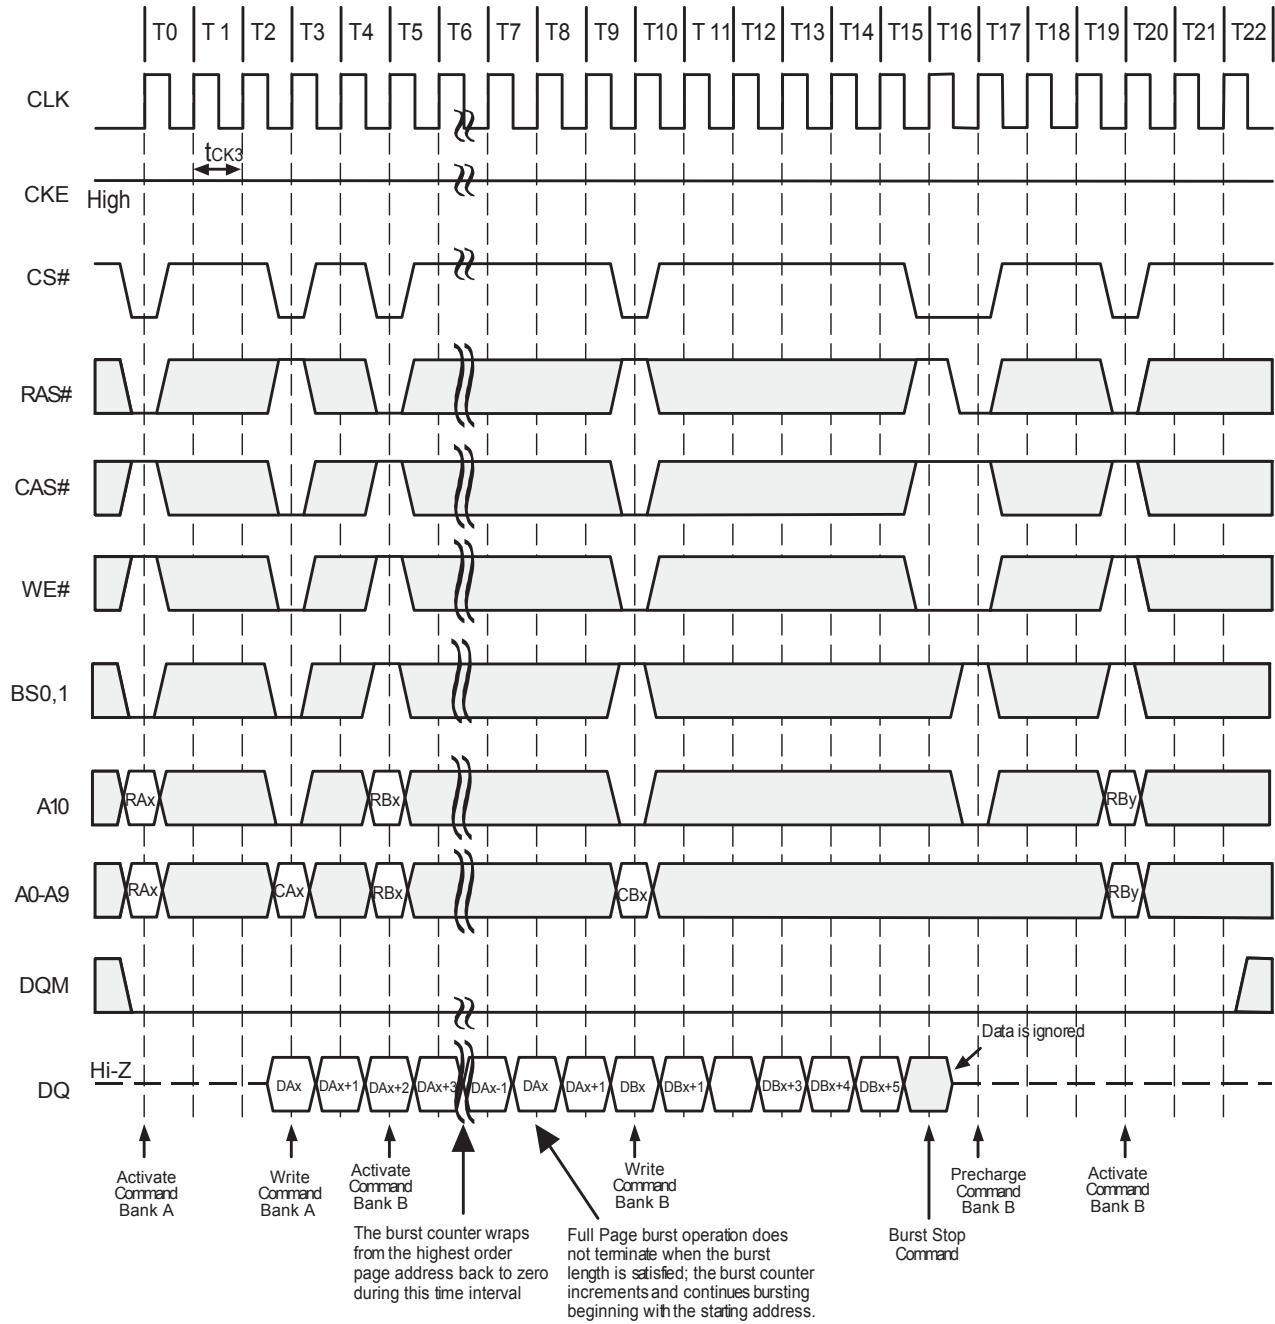 T0 T 1 T2 T3 T4 T5 T6 T7 T8 T9 T10 T 11 T12 T13 T14 T15 T16 T17 T18 T19 T20 T21 T22
CLK
tCK3
CKE High
CS#
RAS#
CAS#
WE#
BS0,1
A10 RAx RBx RBy
A0-A9 RAx CAx RBx CBx RBy
DQM
Data is ignored
DQ Hi-Z DAx DAx+1 DAx+2 DAx+3 DAx-1 DAx DAx+1 DBx DBx+1 DBx+3 DBx+4 DBx+5
Activate
Command
Bank A
Write
Command
Bank A
Activate
Command
Bank B
Write
Command
Bank B
Precharge
Command
Bank B
Activate
Command
Bank B
The burst counter wraps
from the highest order
page address back to zero
during this time interval
Full Page burst operation does
not terminate when the burst
length is satisfied; the burst counter
increments and continues bursting
beginning with the starting address.
Burst Stop
Command